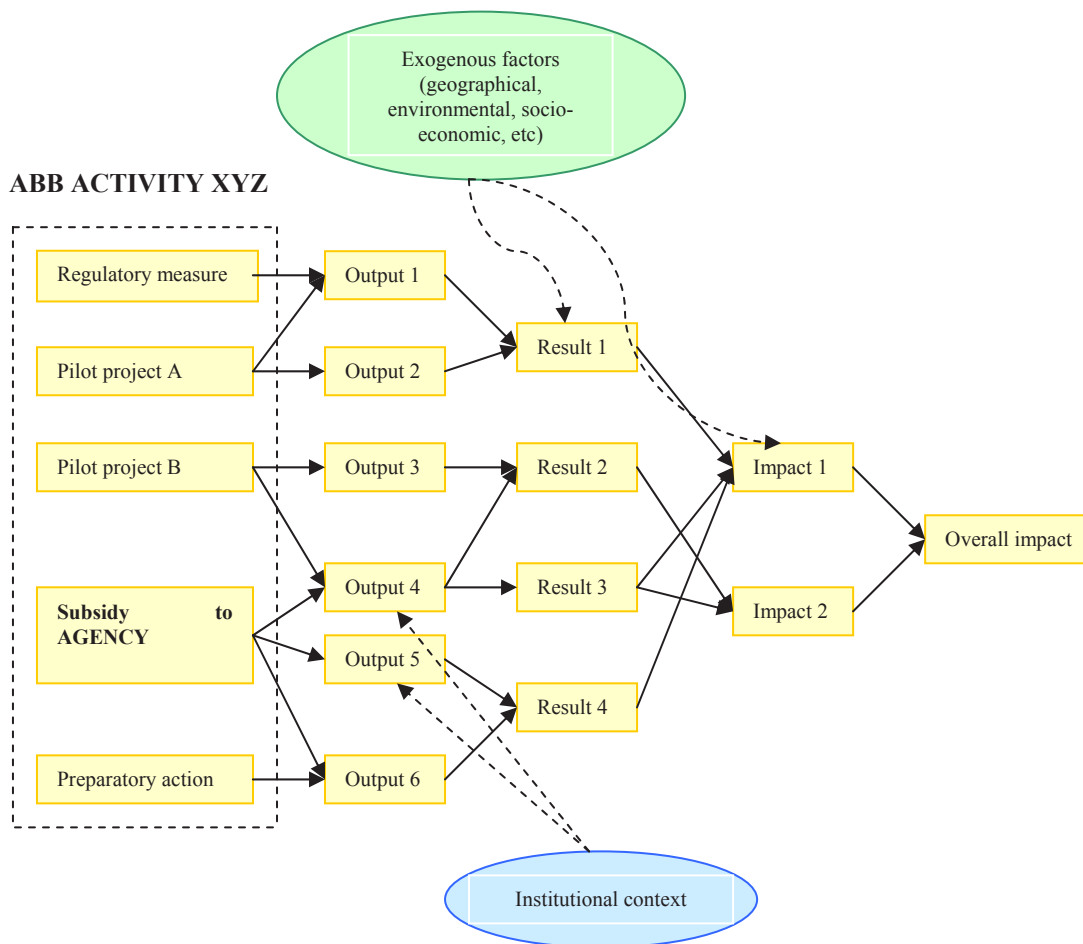 Exogenous factors
(geographical,
environmental, socio-
economic, etc)
ABB ACTIVITY XYZ
Regulatory measure
Output 1
Result 1
Pilot project A
Output 2
Pilot project B
Output 3
Result 2
Impact 1
Overall impact
Output 4
Result 3
Impact 2
Subsidy to
AGENCY
Output 5
Result 4
Preparatory action
Output 6
Institutional context